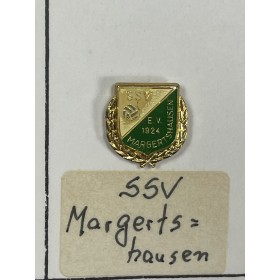 SSV
E.V.
1924
MARGERTSHAUSEN
SSV
Margerts=
hausen